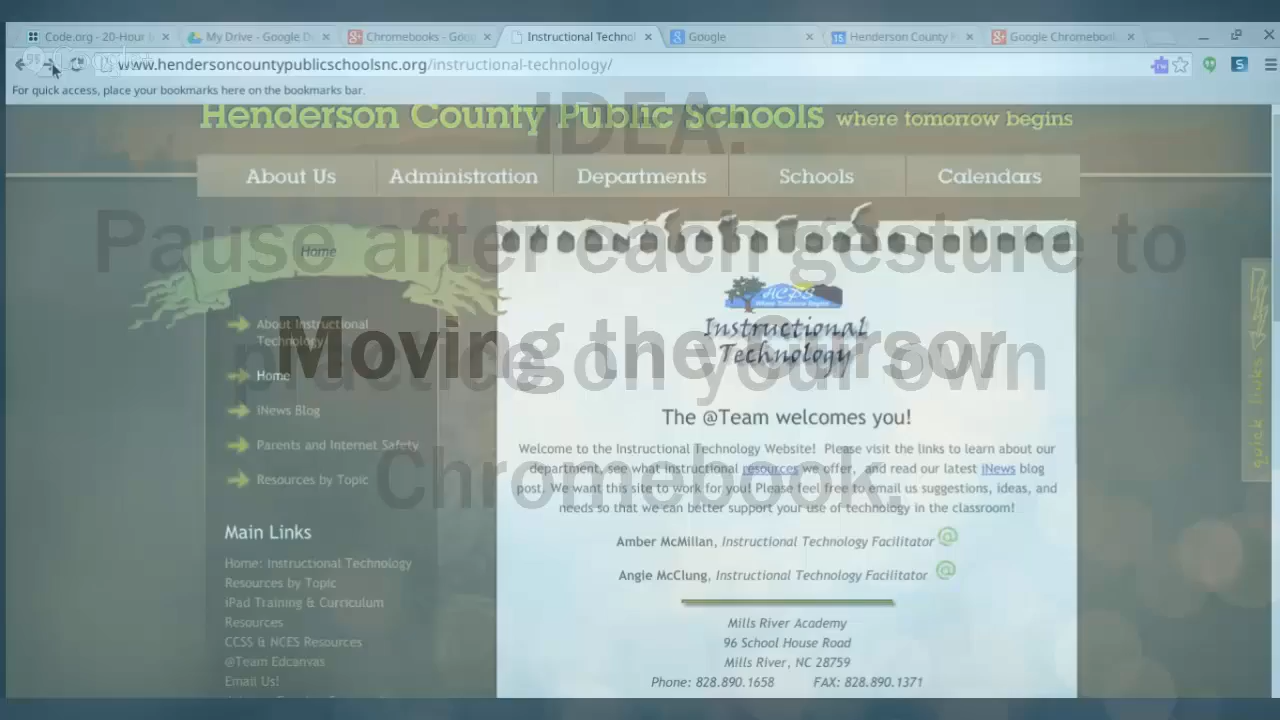 Code.org - 20-Hour I
My Drive - Google D
Chromebooks - Goo
Instructional Technol
Google
Henderson County P
Google Chromebook
www.hendersoncountypublicschoolsnc.org/instructional-technology/
For quick access, place your bookmarks here on the bookmarks bar.
Henderson County Public Schools where tomorrow begins
IDEA.
About Us
Administration
Departments
Schools
Calendars
Pause after each gesture to
practice on your own
Chromebook.
Moving the Cursor
Home
About Instructional
Technology
Home
iNews Blog
Parents and Internet Safety
Resources by Topic
Main Links
Home: Instructional Technology
Resources by Topic
iPad Training & Curriculum
Resources
CCSS & NCES Resources
@Team Edcanvas
Email Us!
HCPS
Instructional
Technology
The @Team welcomes you!
Welcome to the Instructional Technology Website! Please visit the links to learn about our
department, see what instructional resources we offer, and read our latest iNews blog
post. We want this site to work for you! Please feel free to email us suggestions, ideas, and
needs so that we can better support your use of technology in the classroom!
Amber McMillan, Instructional Technology Facilitator @
Angie McClung, Instructional Technology Facilitator @
Mills River Academy
96 School House Road
Mills River, NC 28759
Phone: 828.890.1658 FAX: 828.890.1371
quick links